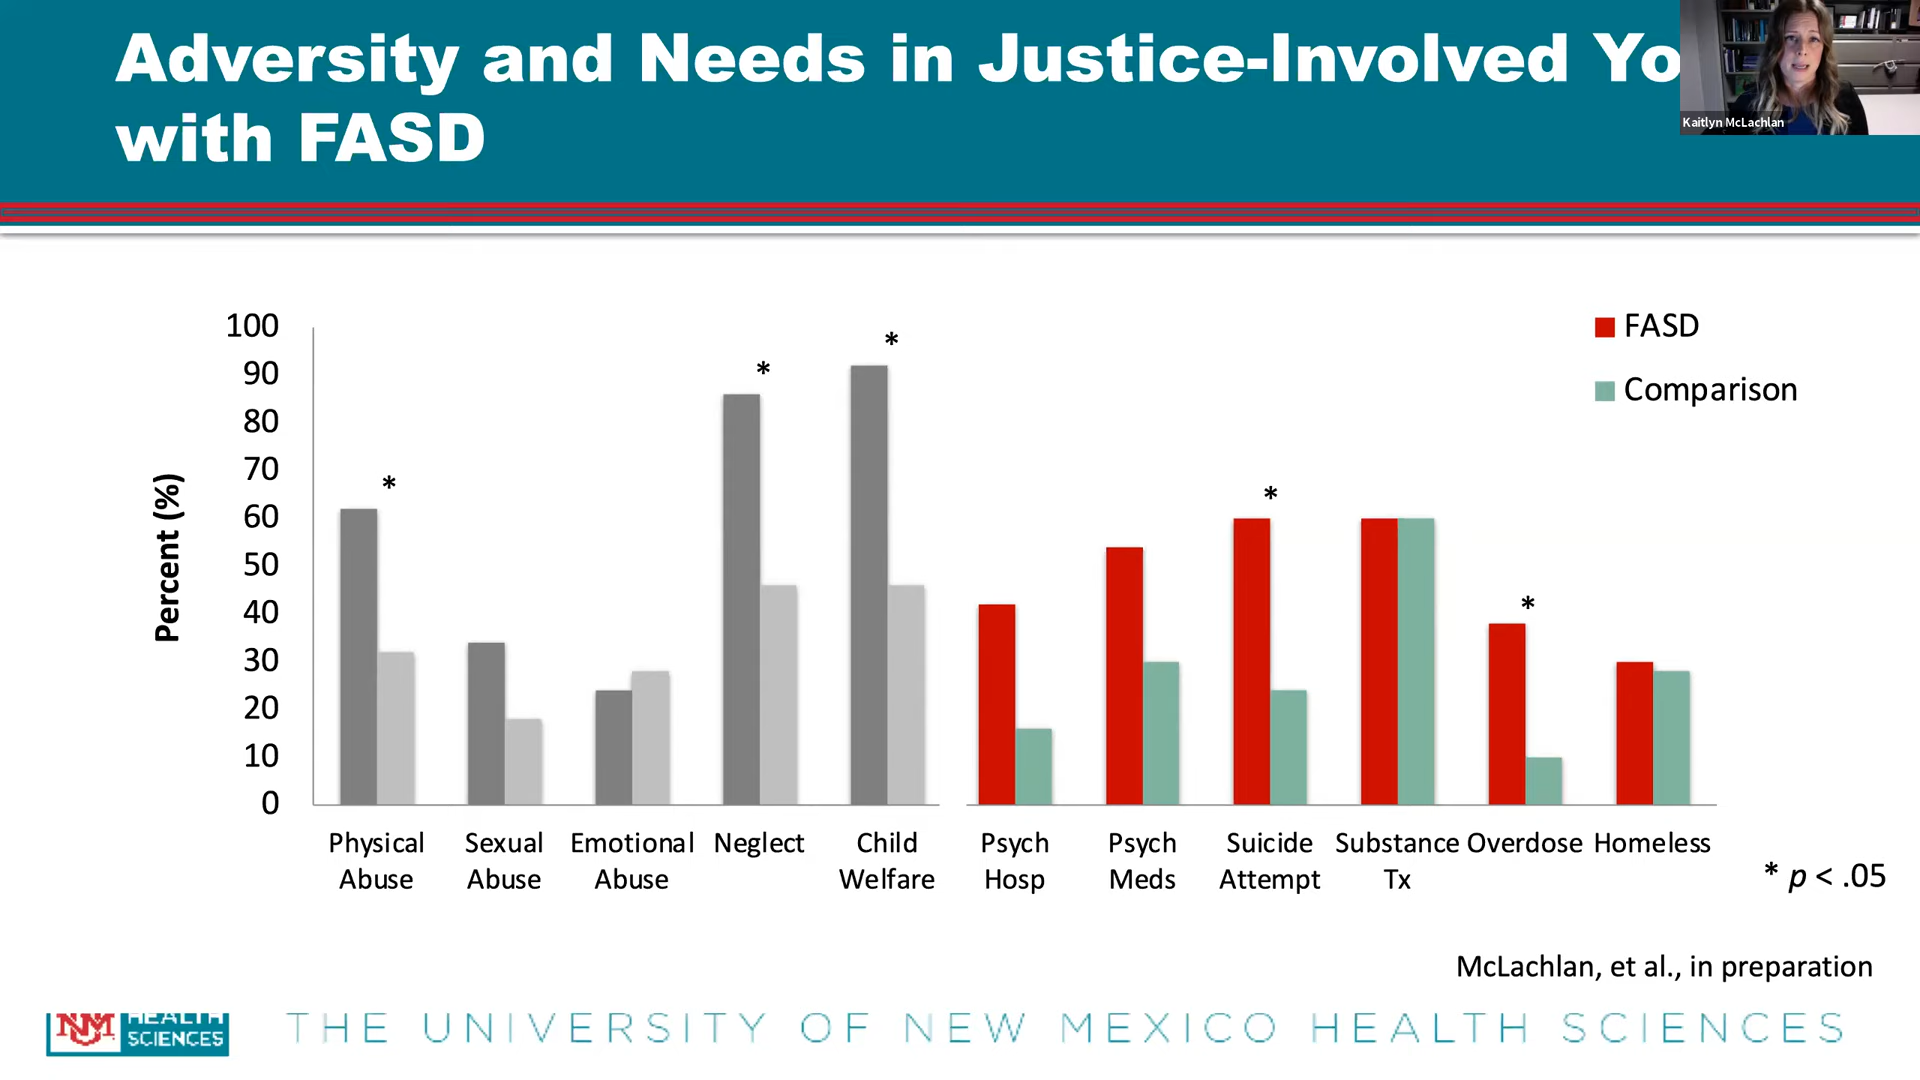 Adversity and Needs in Justice-Involved Yo
with FASD
Kaitlyn McLachlan
FASD
Comparison
Percent (%)
100
90
80
70
60
50
40
30
20
10
0
*
*
*
*
*
Physical Abuse
Sexual Abuse
Emotional Abuse
Neglect
Child Welfare
Psych Hosp
Psych Meds
Suicide Attempt
Substance Tx
Overdose
Homeless
* p < .05
McLachlan, et al., in preparation
UNM HEALTH
SCIENCES
THE UNIVERSITY OF NEW MEXICO HEALTH SCIENCES